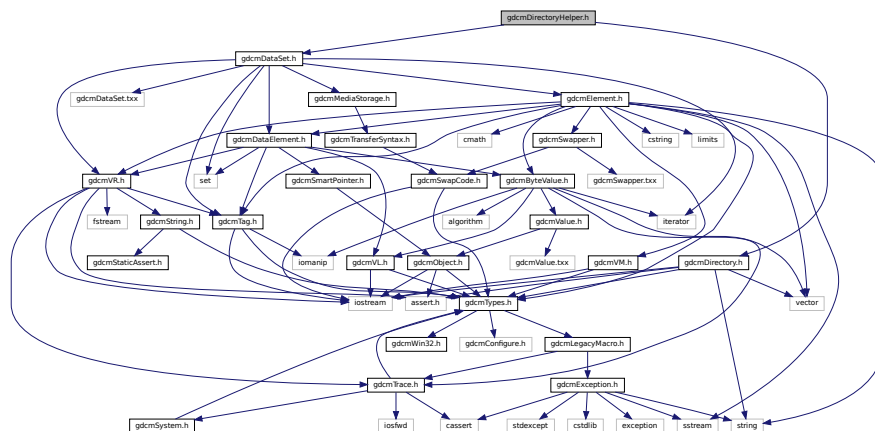 gdcmDirectoryHelper.h
gdcmDataSet.h
gdcmDataSet.txx
gdcmMediaStorage.h
gdcmElement.h
gdcmDataElement.h
gdcmTransferSyntax.h
cmath
gdcmSwapper.h
cstring
limits
gdcmVR.h
set
gdcmSmartPointer.h
gdcmSwapCode.h
gdcmByteValue.h
gdcmSwapper.txx
fstream
gdcmString.h
gdcmTag.h
algorithm
gdcmValue.h
iterator
gdcmStaticAssert.h
iomanip
gdcmVL.h
gdcmObject.h
gdcmValue.txx
gdcmVM.h
gdcmDirectory.h
iostream
assert.h
gdcmTypes.h
vector
gdcmWin32.h
gdcmConfigure.h
gdcmLegacyMacro.h
gdcmTrace.h
gdcmException.h
gdcmSystem.h
iosfwd
cassert
stdexcept
cstdlib
exception
sstream
string